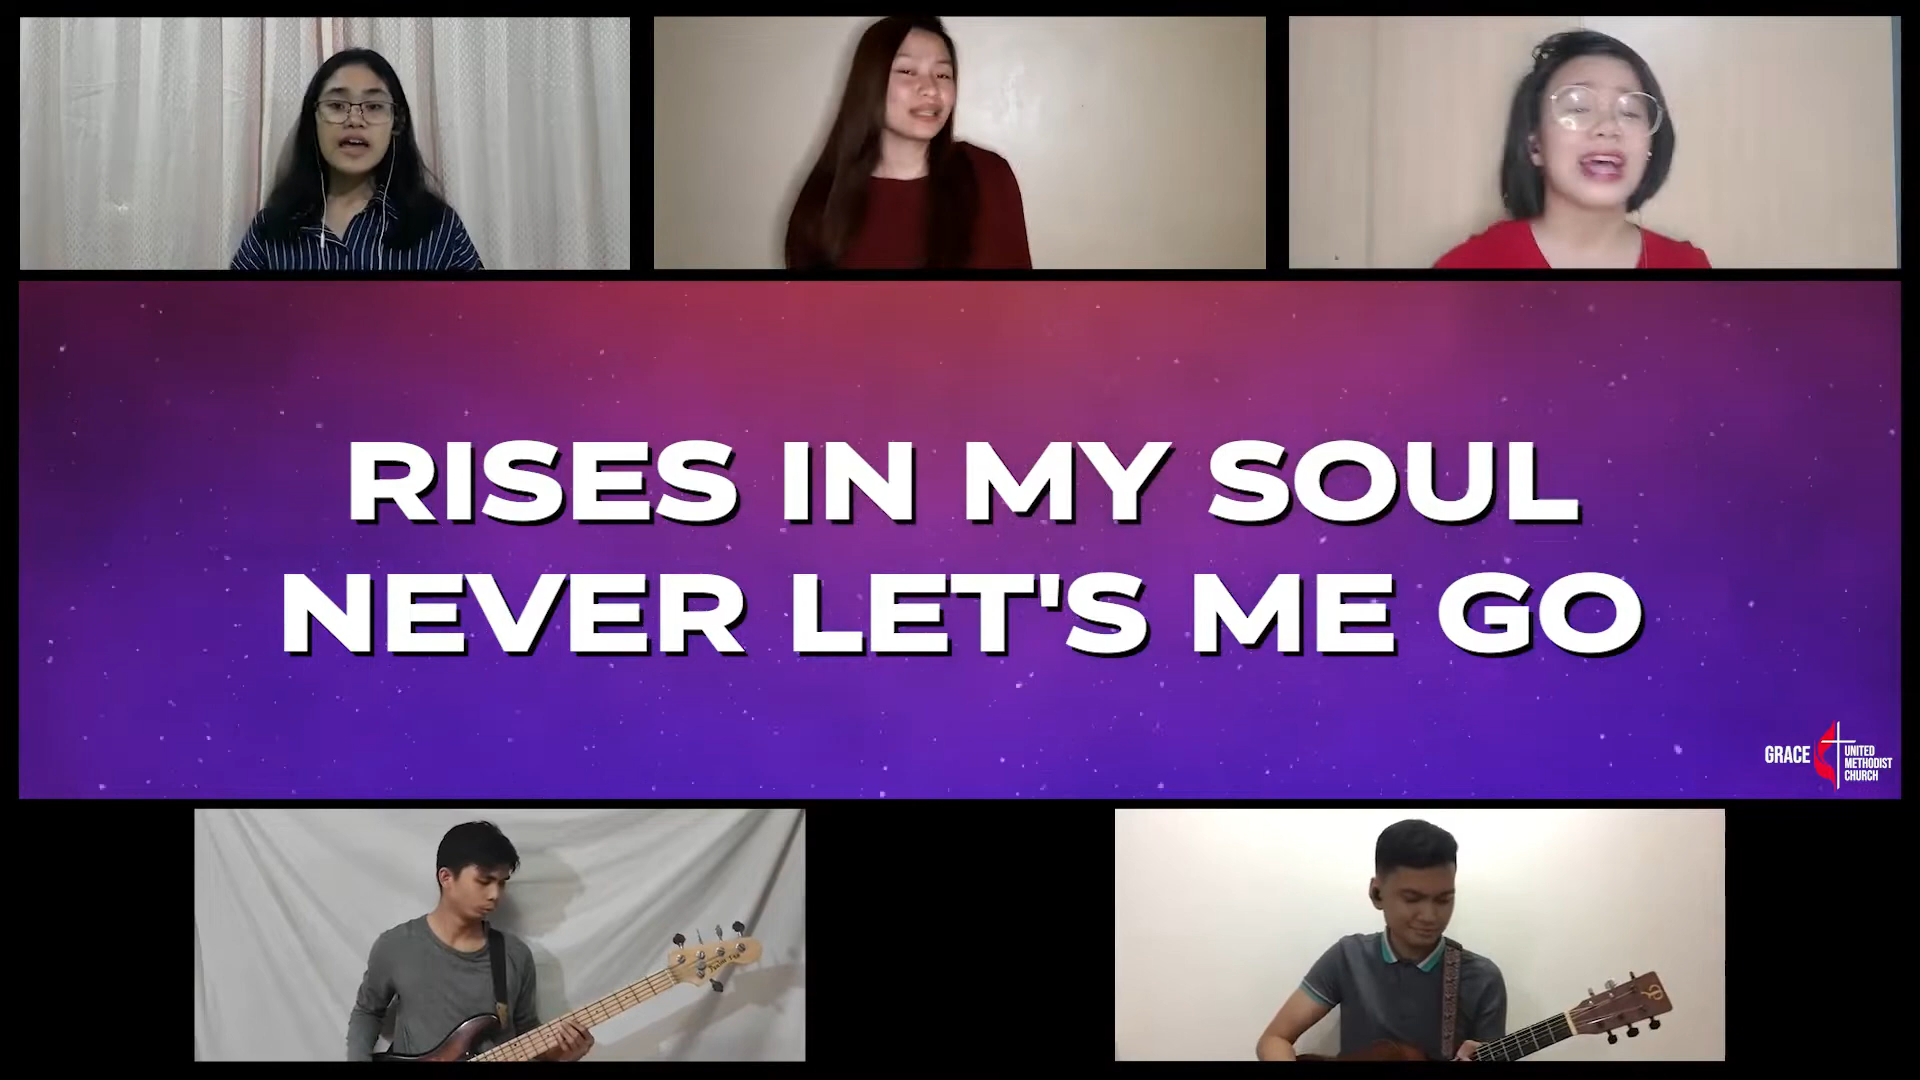 RISES IN MY SOUL
NEVER LET'S ME GO
GRACE
UNITED
METHODIST
CHURCH